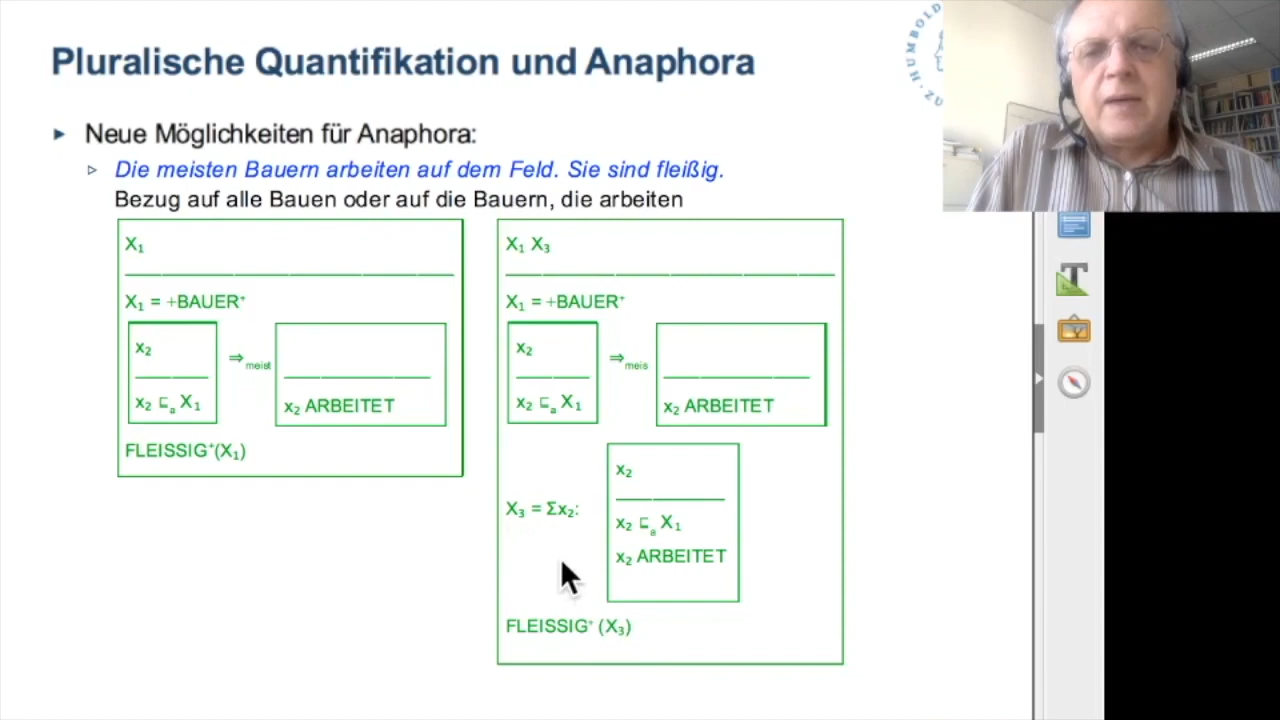 Pluralische Quantifikation und Anaphora
Neue Möglichkeiten für Anaphora:
Die meisten Bauern arbeiten auf dem Feld. Sie sind fleißig.
Bezug auf alle Bauen oder auf die Bauern, die arbeiten
X₁
X₁ = +BAUER⁺
x₂
x₂ ⊑ₐ X₁
⇒meist
x₂ ARBEITET
FLEISSIG⁺(X₁)
X₁ X₃
X₁ = +BAUER⁺
x₂
x₂ ⊑ₐ X₁
⇒meis
x₂ ARBEITET
X₃ = Σx₂:
x₂
x₂ ⊑ₐ X₁
x₂ ARBEITET
FLEISSIG⁺ (X₃)